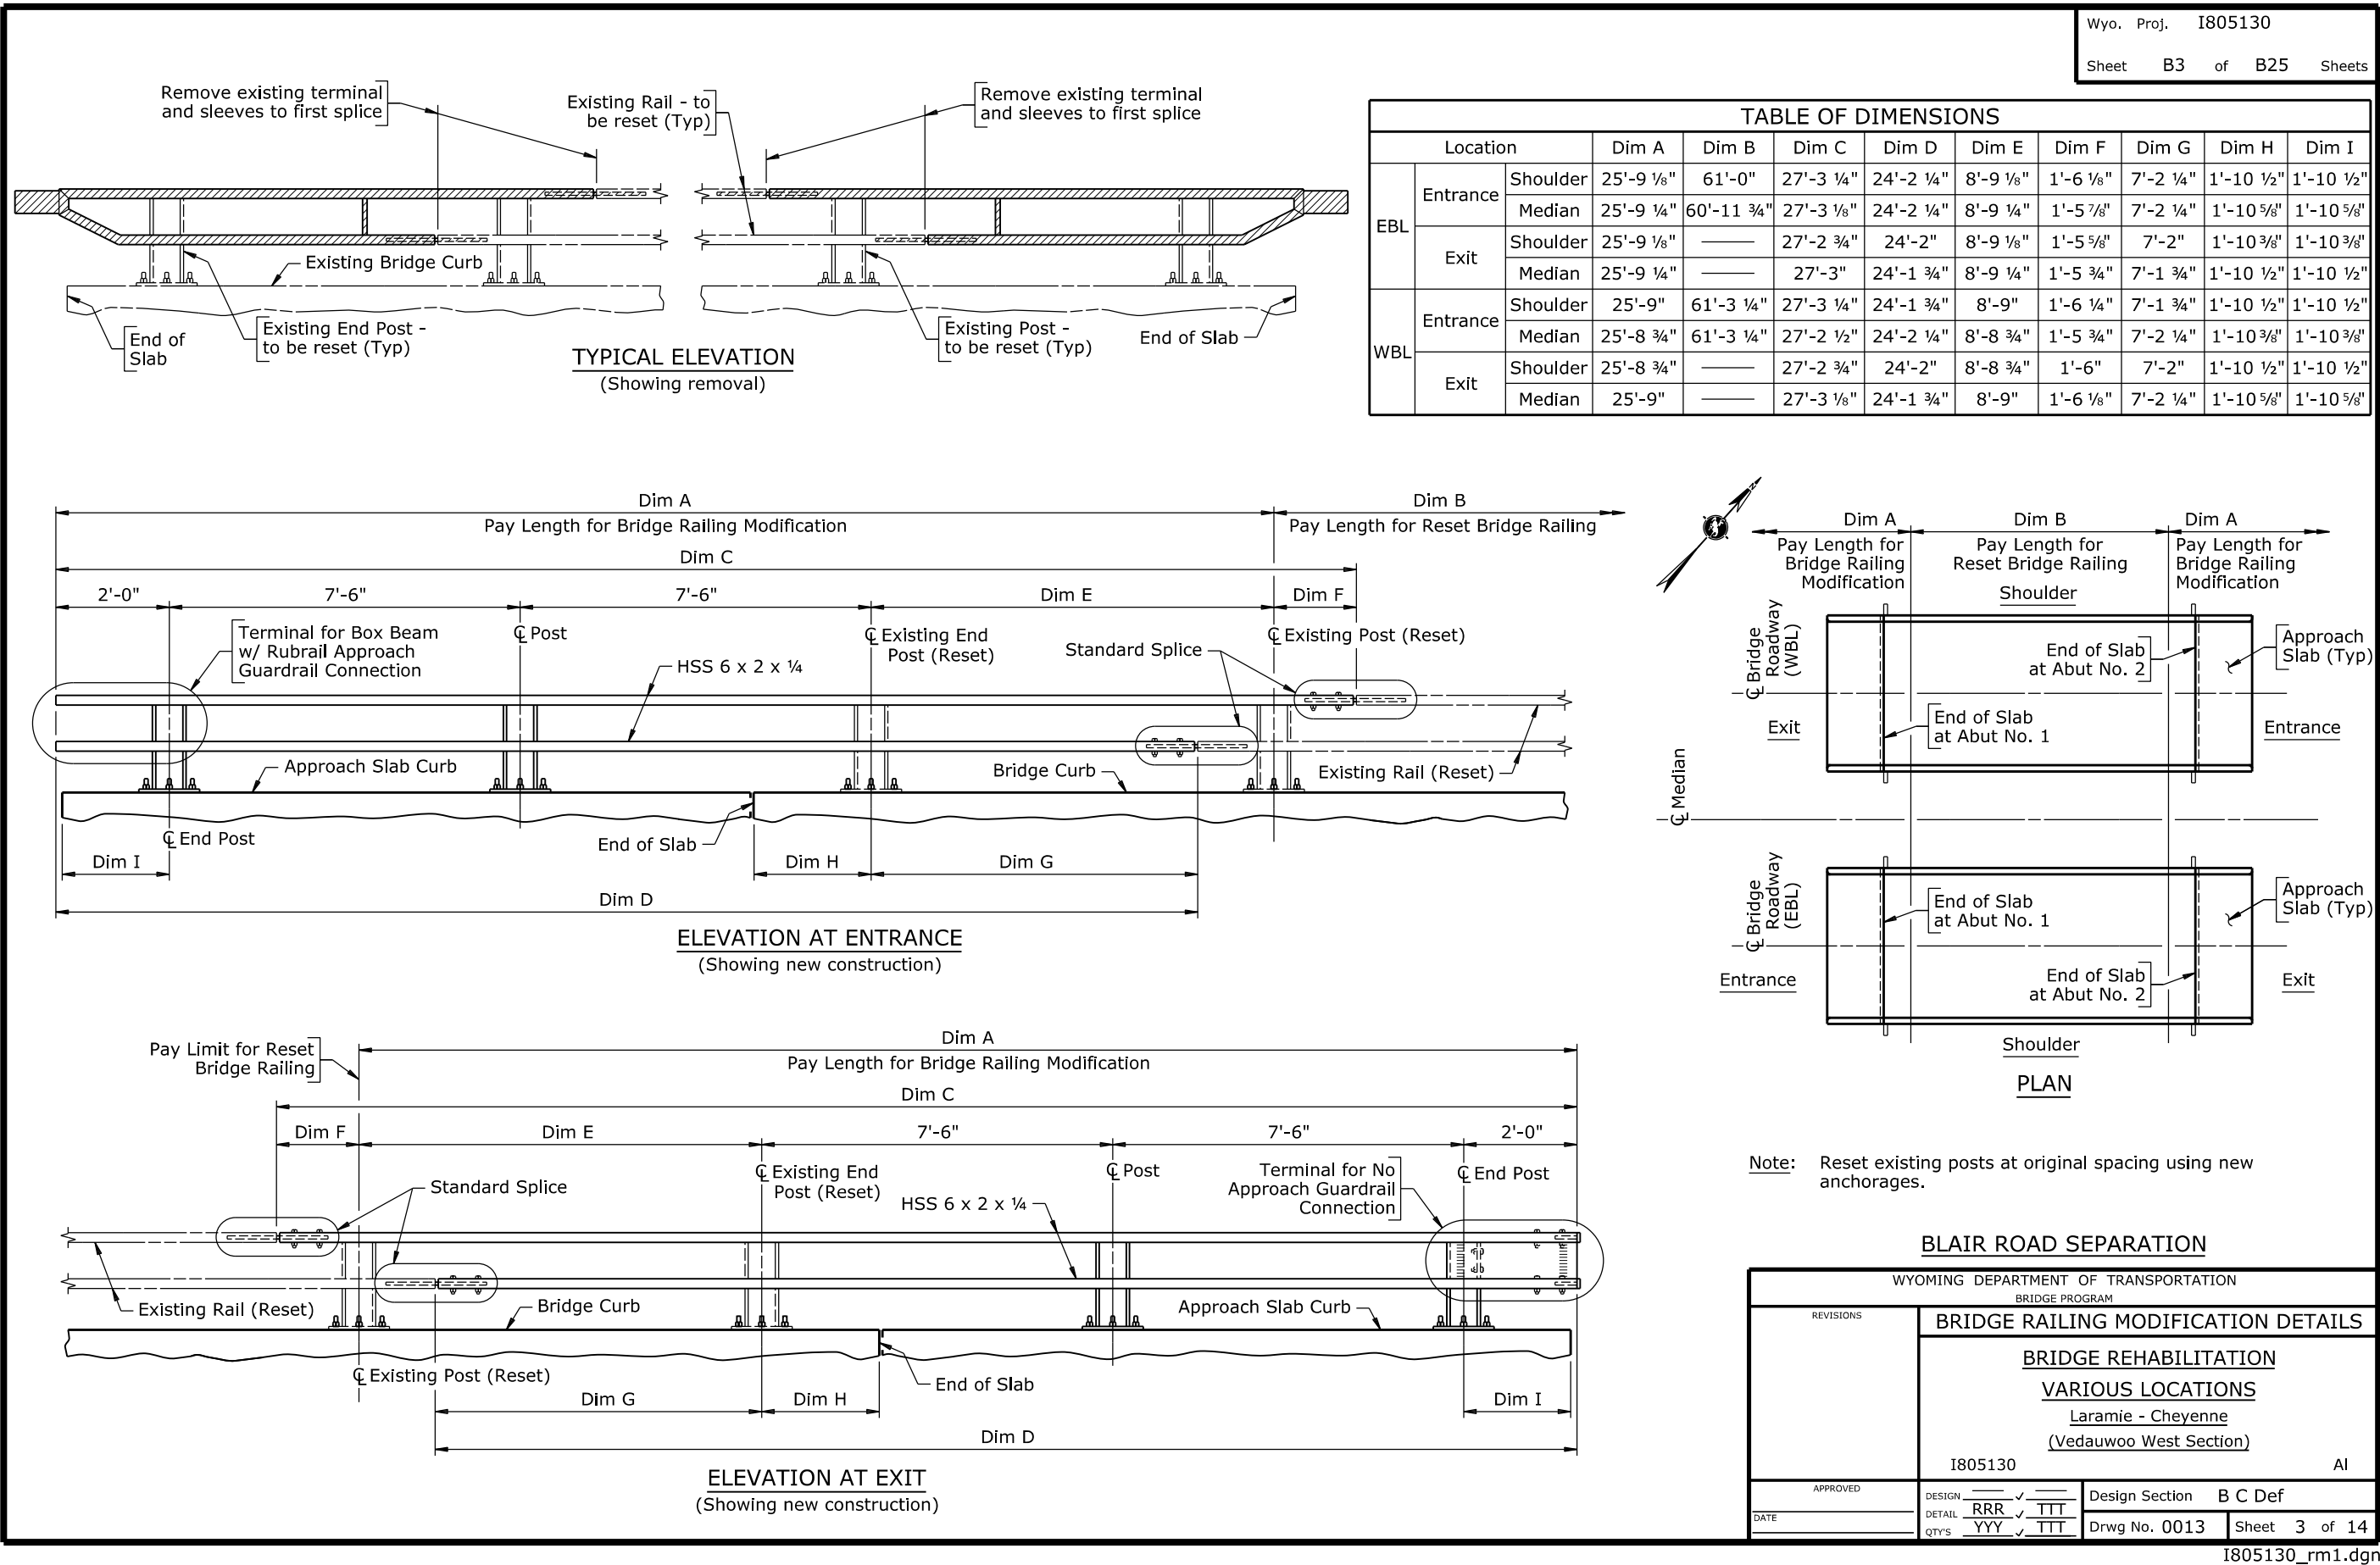 Wyo. Proj. I805130
Sheet B3 of B25 Sheets
Remove existing terminal
and sleeves to first splice
Existing Rail - to
be reset (Typ)
Remove existing terminal
and sleeves to first splice
Existing Bridge Curb
End of
Slab
Existing End Post -
to be reset (Typ)
Existing Post -
to be reset (Typ)
End of Slab
TYPICAL ELEVATION
(Showing removal)
TABLE OF DIMENSIONS
Location Dim A Dim B Dim C Dim D Dim E Dim F Dim G Dim H Dim I
EBL Entrance Shoulder 25'-9 ⅛" 61'-0" 27'-3 ¼" 24'-2 ¼" 8'-9 ⅛" 1'-6 ⅛" 7'-2 ¼" 1'-10 ½" 1'-10 ½"
Median 25'-9 ¼" 60'-11 ¾" 27'-3 ⅛" 24'-2 ¼" 8'-9 ¼" 1'-5 ⅞" 7'-2 ¼" 1'-10 ⅝" 1'-10 ⅝"
Exit Shoulder 25'-9 ⅛" —— 27'-2 ¾" 24'-2" 8'-9 ⅛" 1'-5 ⅝" 7'-2" 1'-10 ⅜" 1'-10 ⅜"
Median 25'-9 ¼" —— 27'-3" 24'-1 ¾" 8'-9 ¼" 1'-5 ¾" 7'-1 ¾" 1'-10 ½" 1'-10 ½"
WBL Entrance Shoulder 25'-9" 61'-3 ¼" 27'-3 ¼" 24'-1 ¾" 8'-9" 1'-6 ¼" 7'-1 ¾" 1'-10 ½" 1'-10 ½"
Median 25'-8 ¾" 61'-3 ¼" 27'-2 ½" 24'-2 ¼" 8'-8 ¾" 1'-5 ¾" 7'-2 ¼" 1'-10 ⅜" 1'-10 ⅜"
Exit Shoulder 25'-8 ¾" —— 27'-2 ¾" 24'-2" 8'-8 ¾" 1'-6" 7'-2" 1'-10 ½" 1'-10 ½"
Median 25'-9" —— 27'-3 ⅛" 24'-1 ¾" 8'-9" 1'-6 ⅛" 7'-2 ¼" 1'-10 ⅝" 1'-10 ⅝"
Dim A
Pay Length for Bridge Railing Modification
Dim B
Pay Length for Reset Bridge Railing
Dim C
2'-0" 7'-6" 7'-6" Dim E Dim F
Terminal for Box Beam
w/ Rubrail Approach
Guardrail Connection
℄ Post
HSS 6 x 2 x ¼
℄ Existing End
Post (Reset)
Standard Splice
℄ Existing Post (Reset)
Approach Slab Curb
Bridge Curb
Existing Rail (Reset)
℄ End Post
End of Slab
Dim I
Dim H
Dim G
Dim D
ELEVATION AT ENTRANCE
(Showing new construction)
Dim A
Pay Length for
Bridge Railing
Modification
Dim B
Pay Length for
Reset Bridge Railing
Dim A
Pay Length for
Bridge Railing
Modification
Shoulder
℄ Bridge
Roadway
(WBL)
End of Slab
at Abut No. 2
Approach
Slab (Typ)
End of Slab
at Abut No. 1
Exit
Entrance
℄ Median
℄ Bridge
Roadway
(EBL)
End of Slab
at Abut No. 1
Approach
Slab (Typ)
End of Slab
at Abut No. 2
Entrance
Exit
Shoulder
PLAN
Pay Limit for Reset
Bridge Railing
Dim A
Pay Length for Bridge Railing Modification
Dim C
Dim F Dim E 7'-6" 7'-6" 2'-0"
Standard Splice
℄ Existing End
Post (Reset)
HSS 6 x 2 x ¼
℄ Post
Terminal for No
Approach Guardrail
Connection
℄ End Post
Existing Rail (Reset)
Bridge Curb
Approach Slab Curb
℄ Existing Post (Reset)
End of Slab
Dim G
Dim H
Dim I
Dim D
ELEVATION AT EXIT
(Showing new construction)
Note: Reset existing posts at original spacing using new
anchorages.
BLAIR ROAD SEPARATION
WYOMING DEPARTMENT OF TRANSPORTATION
BRIDGE PROGRAM
REVISIONS
BRIDGE RAILING MODIFICATION DETAILS
BRIDGE REHABILITATION
VARIOUS LOCATIONS
Laramie - Cheyenne
(Vedauwoo West Section)
I805130 Al
APPROVED
DATE
DESIGN
DETAIL RRR ✓ TTT
QTY'S YYY ✓ TTT
Design Section B C Def
Drwg No. 0013 Sheet 3 of 14
I805130_rm1.dgn